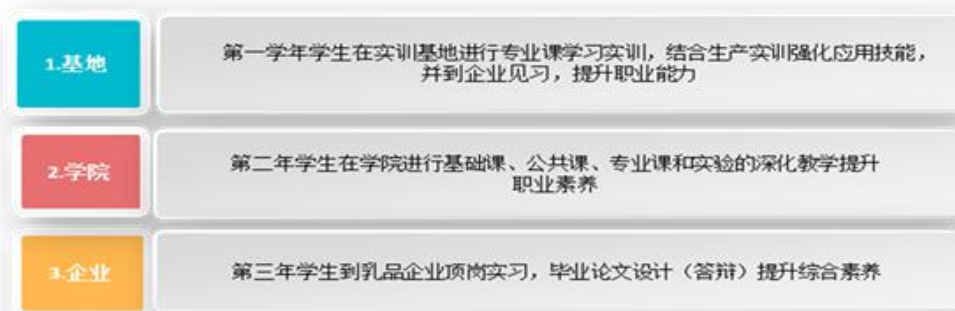 1.基地
第一学年学生在实训基地进行专业课学习实训，结合生产实训强化应用技能，
并到企业见习，提升职业能力
2.学院
第二年学生在学院进行基础课、公共课、专业课和实验的深化教学提升
职业素养
3.企业
第三年学生到乳品企业顶岗实习，毕业论文设计（答辩）提升综合素养